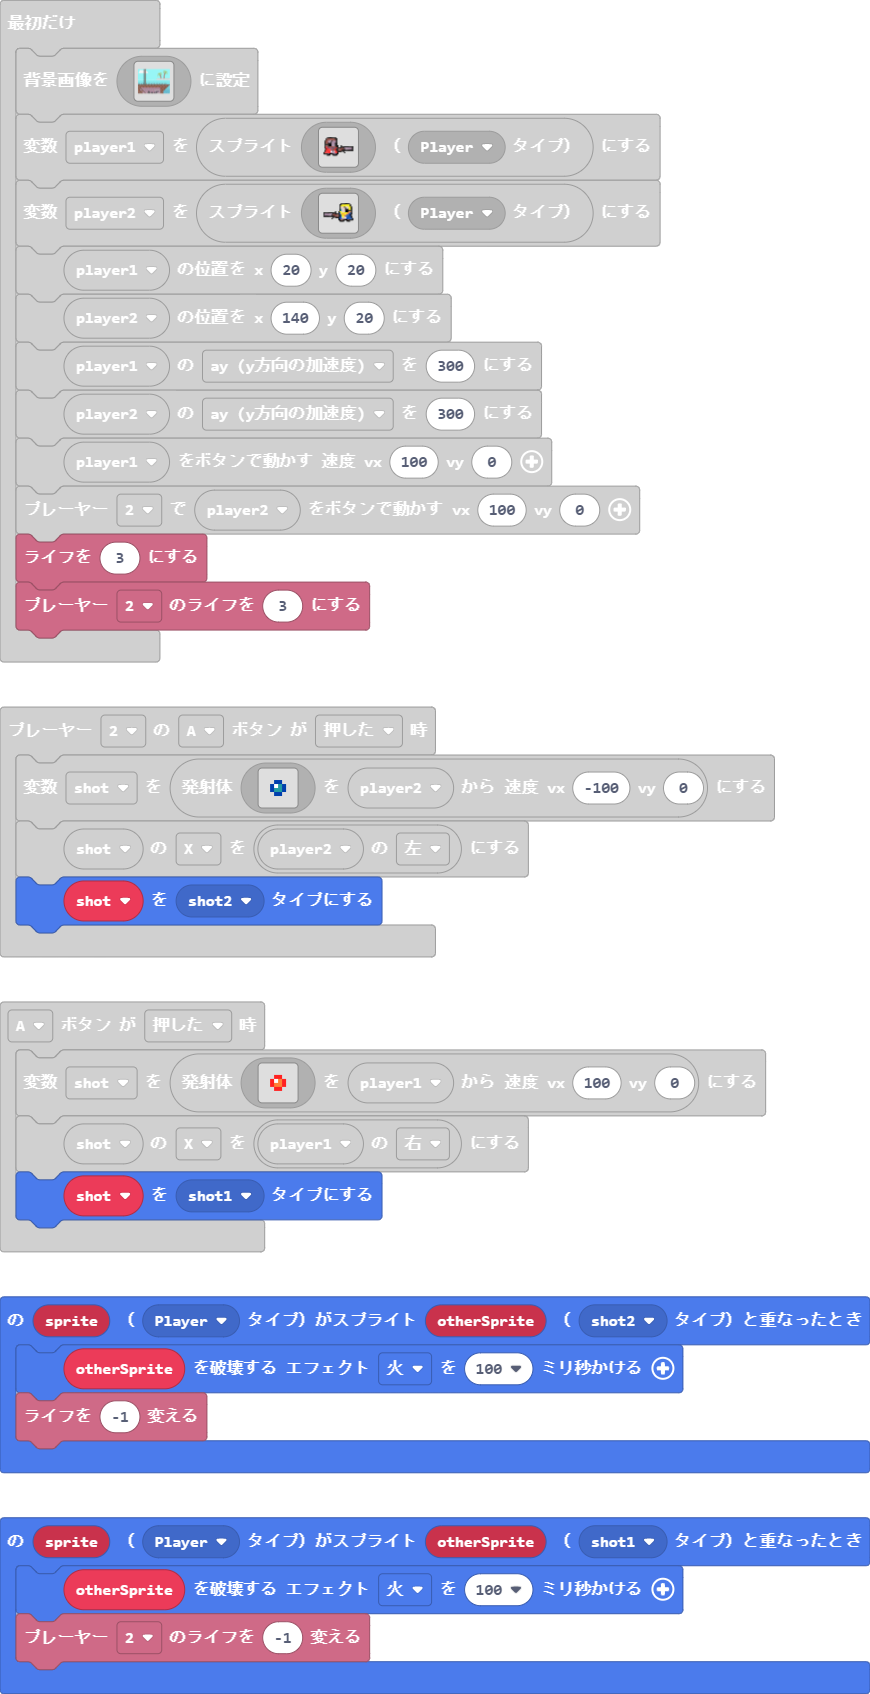 最初だけ
背景画像を に設定
変数 player1 を スプライト ( Player タイプ) にする
変数 player2 を スプライト ( Player タイプ) にする
player1 の位置を x 20 y 20 にする
player2 の位置を x 140 y 20 にする
player1 の ay (y方向の加速度) を 300 にする
player2 の ay (y方向の加速度) を 300 にする
player1 をボタンで動かす 速度 vx 100 vy 0
プレーヤー 2 で player2 をボタンで動かす vx 100 vy 0
ライフを 3 にする
プレーヤー 2 のライフを 3 にする
プレーヤー 2 の A ボタン が 押した 時
変数 shot を 発射体 を player2 から 速度 vx -100 vy 0 にする
shot の X を player2 の 左 にする
shot を shot2 タイプにする
A ボタン が 押した 時
変数 shot を 発射体 を player1 から 速度 vx 100 vy 0 にする
shot の X を player1 の 右 にする
shot を shot1 タイプにする
の sprite ( Player タイプ) がスプライト otherSprite ( shot2 タイプ) と重なったとき
otherSprite を破壊する エフェクト 火 を 100 ミリ秒かける
ライフを -1 変える
の sprite ( Player タイプ) がスプライト otherSprite ( shot1 タイプ) と重なったとき
otherSprite を破壊する エフェクト 火 を 100 ミリ秒かける
プレーヤー 2 のライフを -1 変える